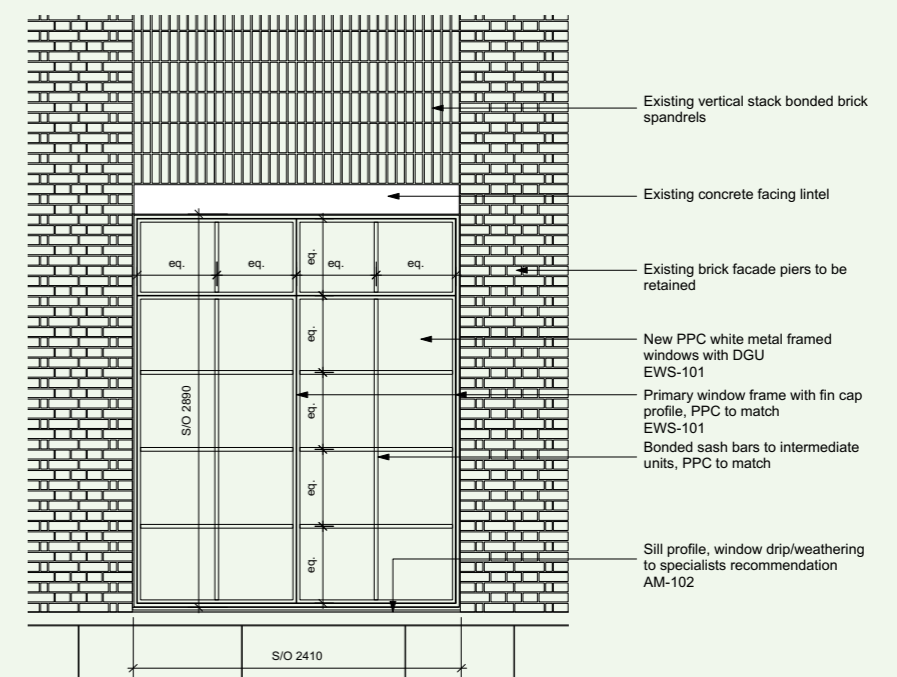 Existing vertical stack bonded brick
spandrels
Existing concrete facing lintel
eq.
eq.
eq.
eq.
eq.
Existing brick facade piers to be
retained
eq.
New PPC white metal framed
windows with DGU
EWS-101
S/O 2890
eq.
Primary window frame with fin cap
profile, PPC to match
EWS-101
Bonded sash bars to intermediate
units, PPC to match
eq.
eq.
Sill profile, window drip/weathering
to specialists recommendation
AM-102
S/O 2410